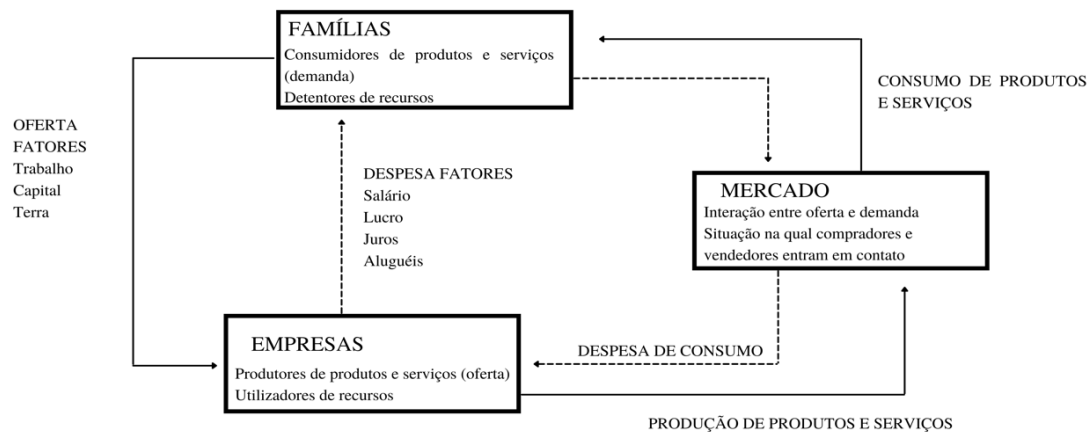 FAMÍLIAS
Consumidores de produtos e serviços
(demanda)
Detentores de recursos
CONSUMO DE PRODUTOS
E SERVIÇOS
OFERTA
FATORES
Trabalho
Capital
Terra
DESPESA FATORES
Salário
Lucro
Juros
Aluguéis
MERCADO
Interação entre oferta e demanda
Situação na qual compradores e
vendedores entram em contato
EMPRESAS
Produtores de produtos e serviços (oferta)
Utilizadores de recursos
DESPESA DE CONSUMO
PRODUÇÃO DE PRODUTOS E SERVIÇOS